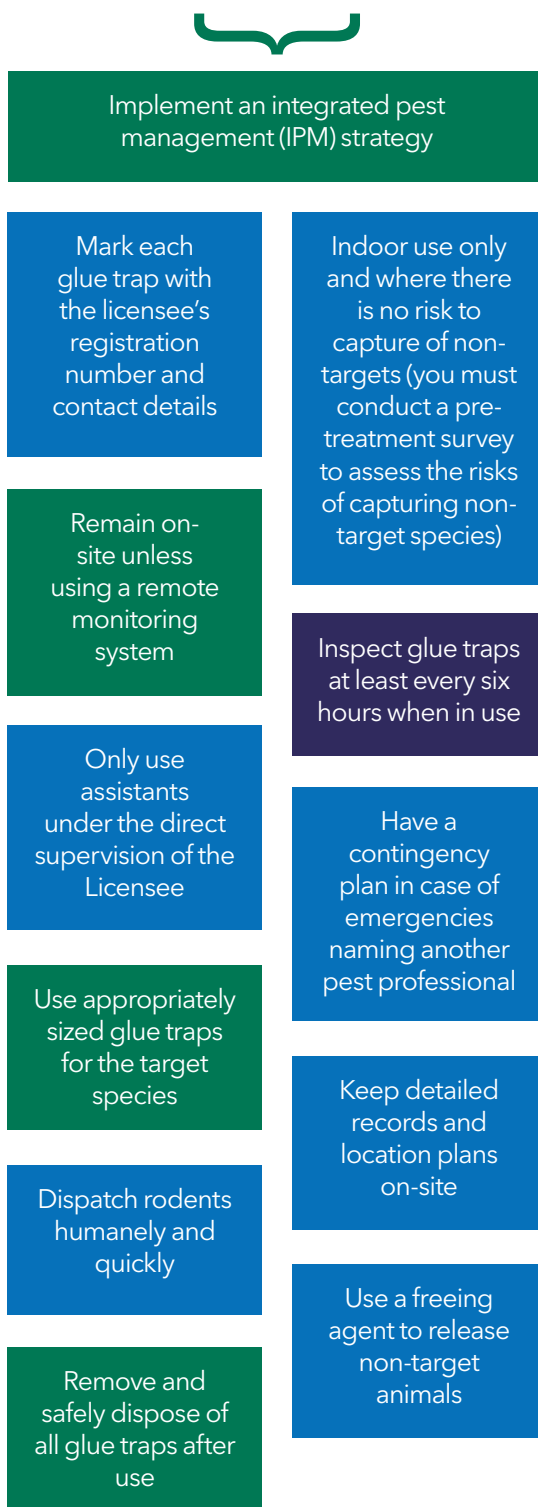 Implement an integrated pest
management (IPM) strategy
Mark each
glue trap with
the licensee's
registration
number and
contact details
Remain on-
site unless
using a remote
monitoring
system
Only use
assistants
under the direct
supervision of the
Licensee
Use appropriately
sized glue traps
for the target
species
Dispatch rodents
humanely and
quickly
Remove and
safely dispose of
all glue traps after
use
Indoor use only
and where there
is no risk to
capture of non-
targets (you must
conduct a pre-
treatment survey
to assess the risks
of capturing non-
target species)
Inspect glue traps
at least every six
hours when in use
Have a
contingency
plan in case of
emergencies
naming another
pest professional
Keep detailed
records and
location plans
on-site
Use a freeing
agent to release
non-target
animals